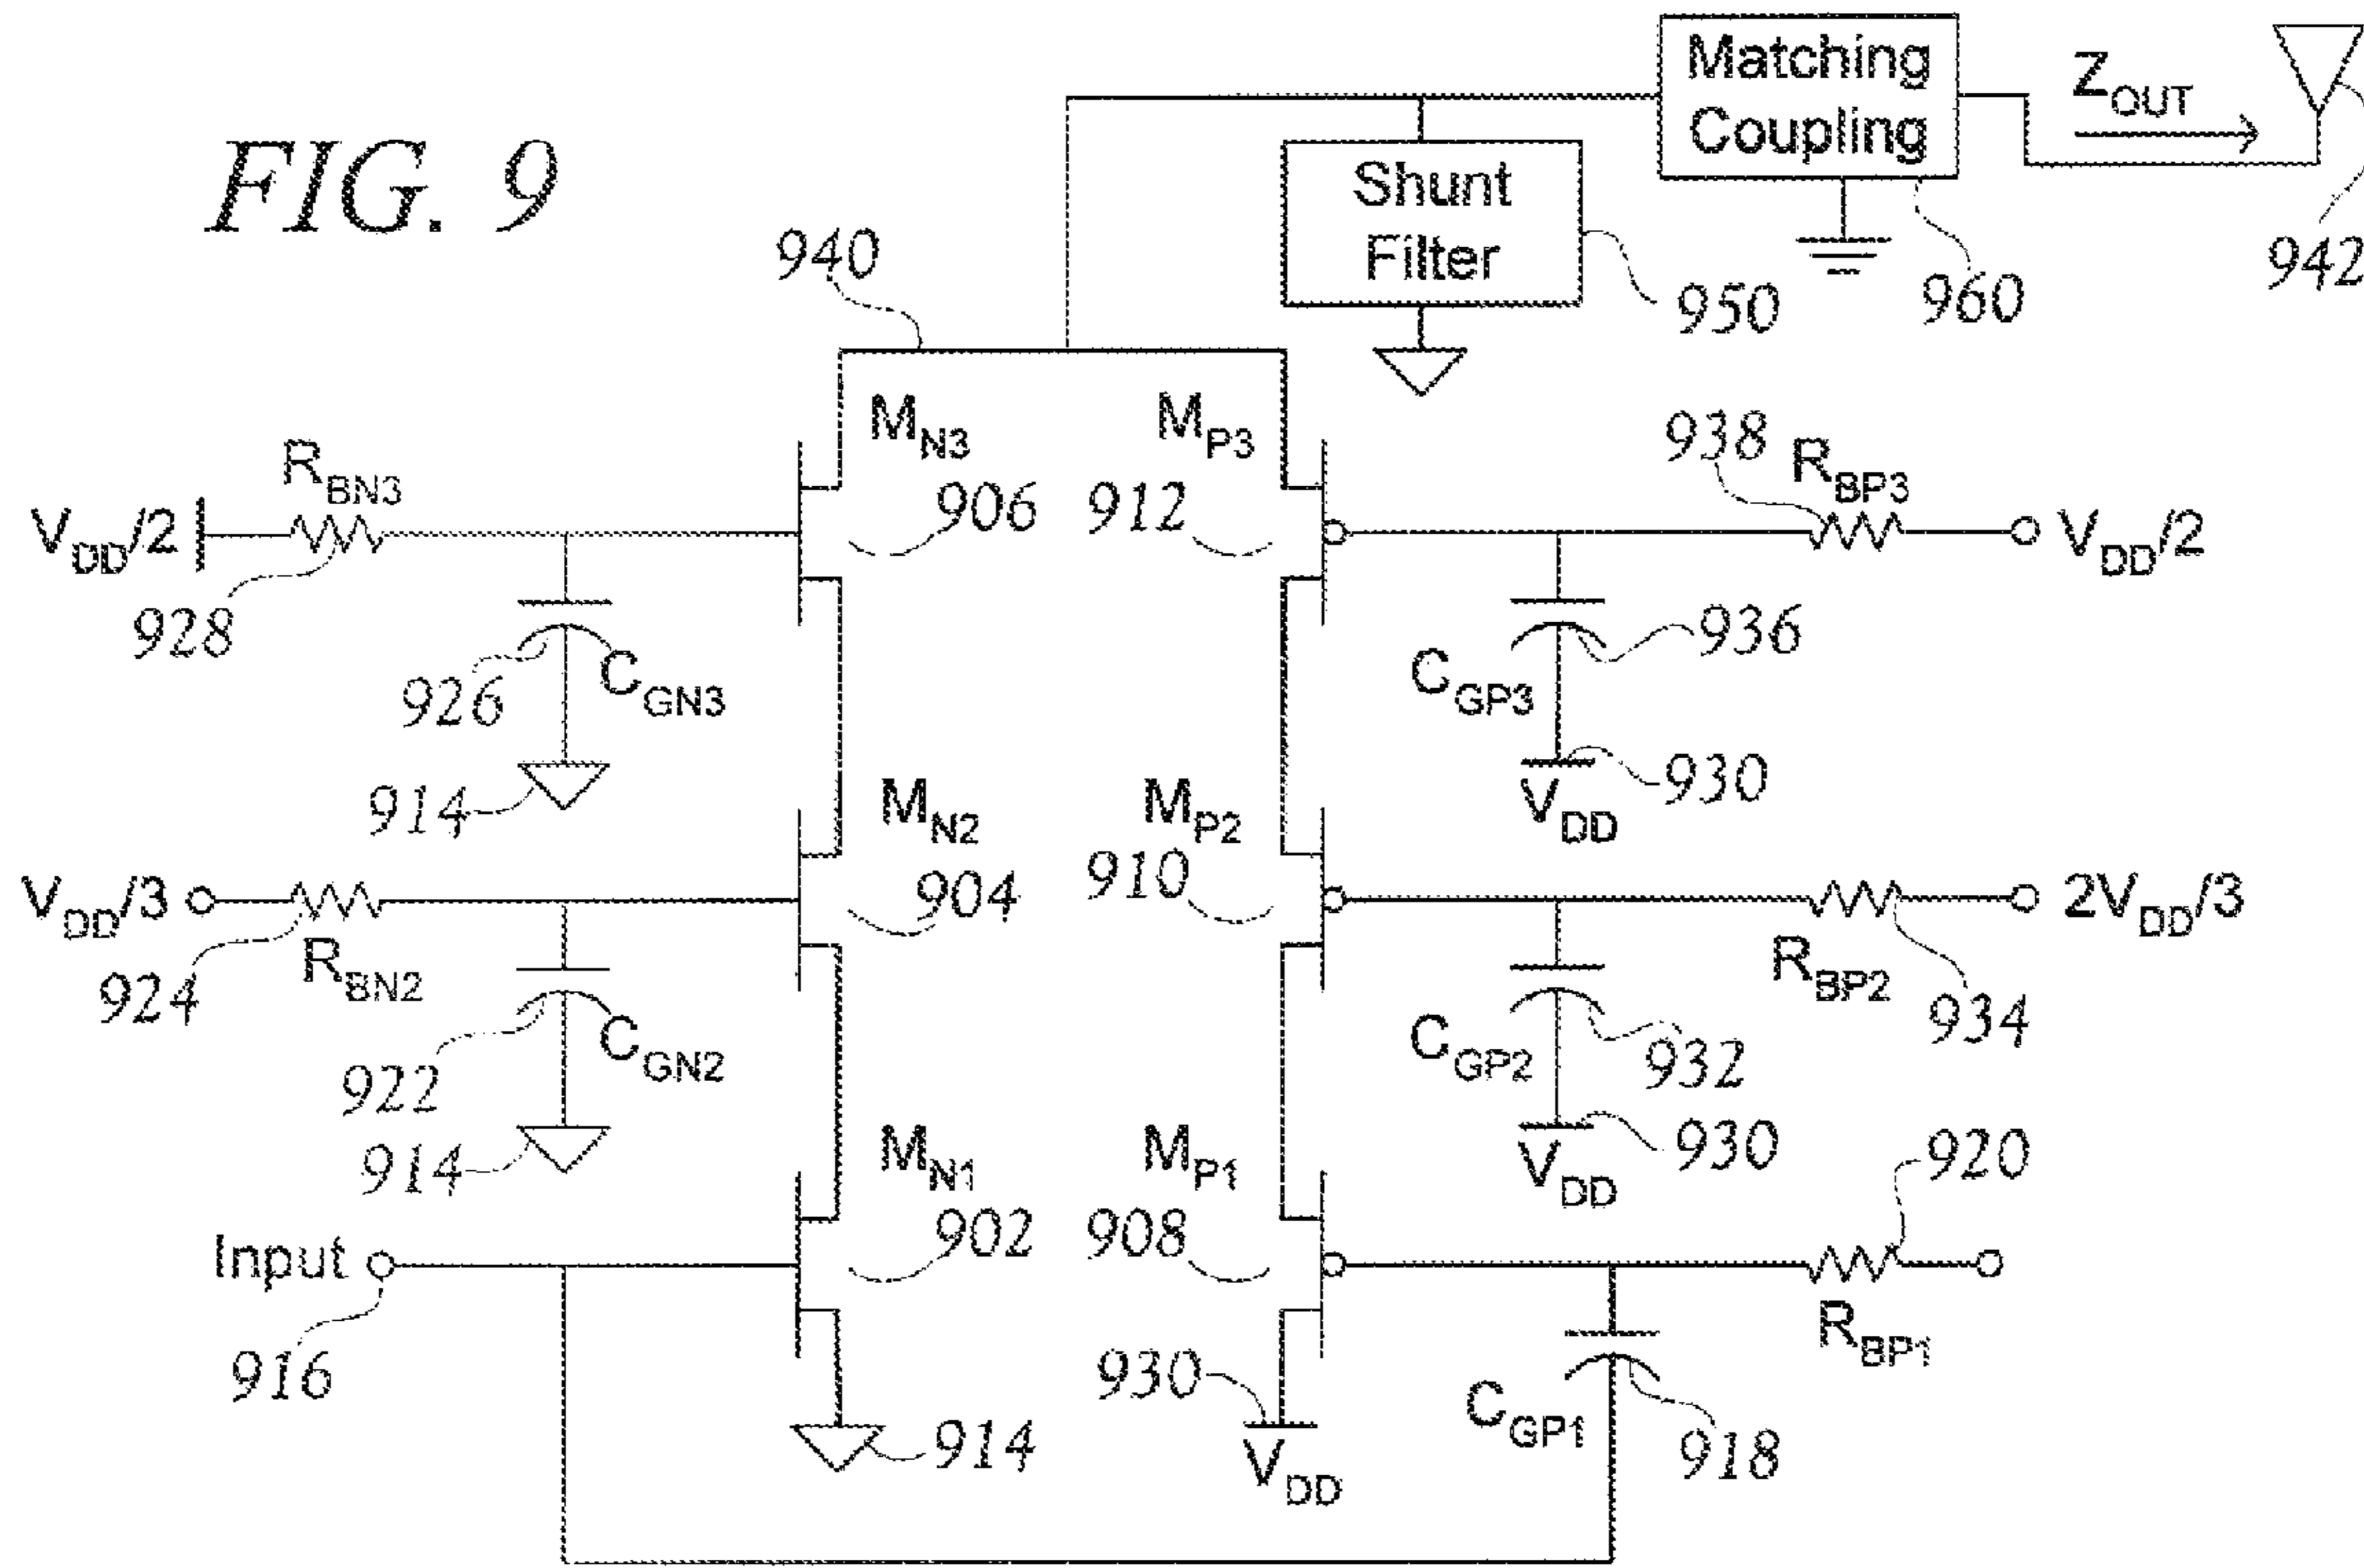 FIG. 9
Matching
Coupling
Z_OUT
942
960
Shunt
Filter
950
940
M_N3
M_P3
906
912
938
R_BP3
V_DD/2
R_BN3
V_DD/2
928
926
C_GN3
914
936
C_GP3
930
V_DD
M_N2
M_P2
904
910
V_DD/3
924
R_BN2
922
C_GN2
914
2V_DD/3
R_BP2
934
932
C_GP2
930
V_DD
M_N1
M_P1
902
908
920
R_BP1
Input
916
914
930
V_DD
C_GP1
918